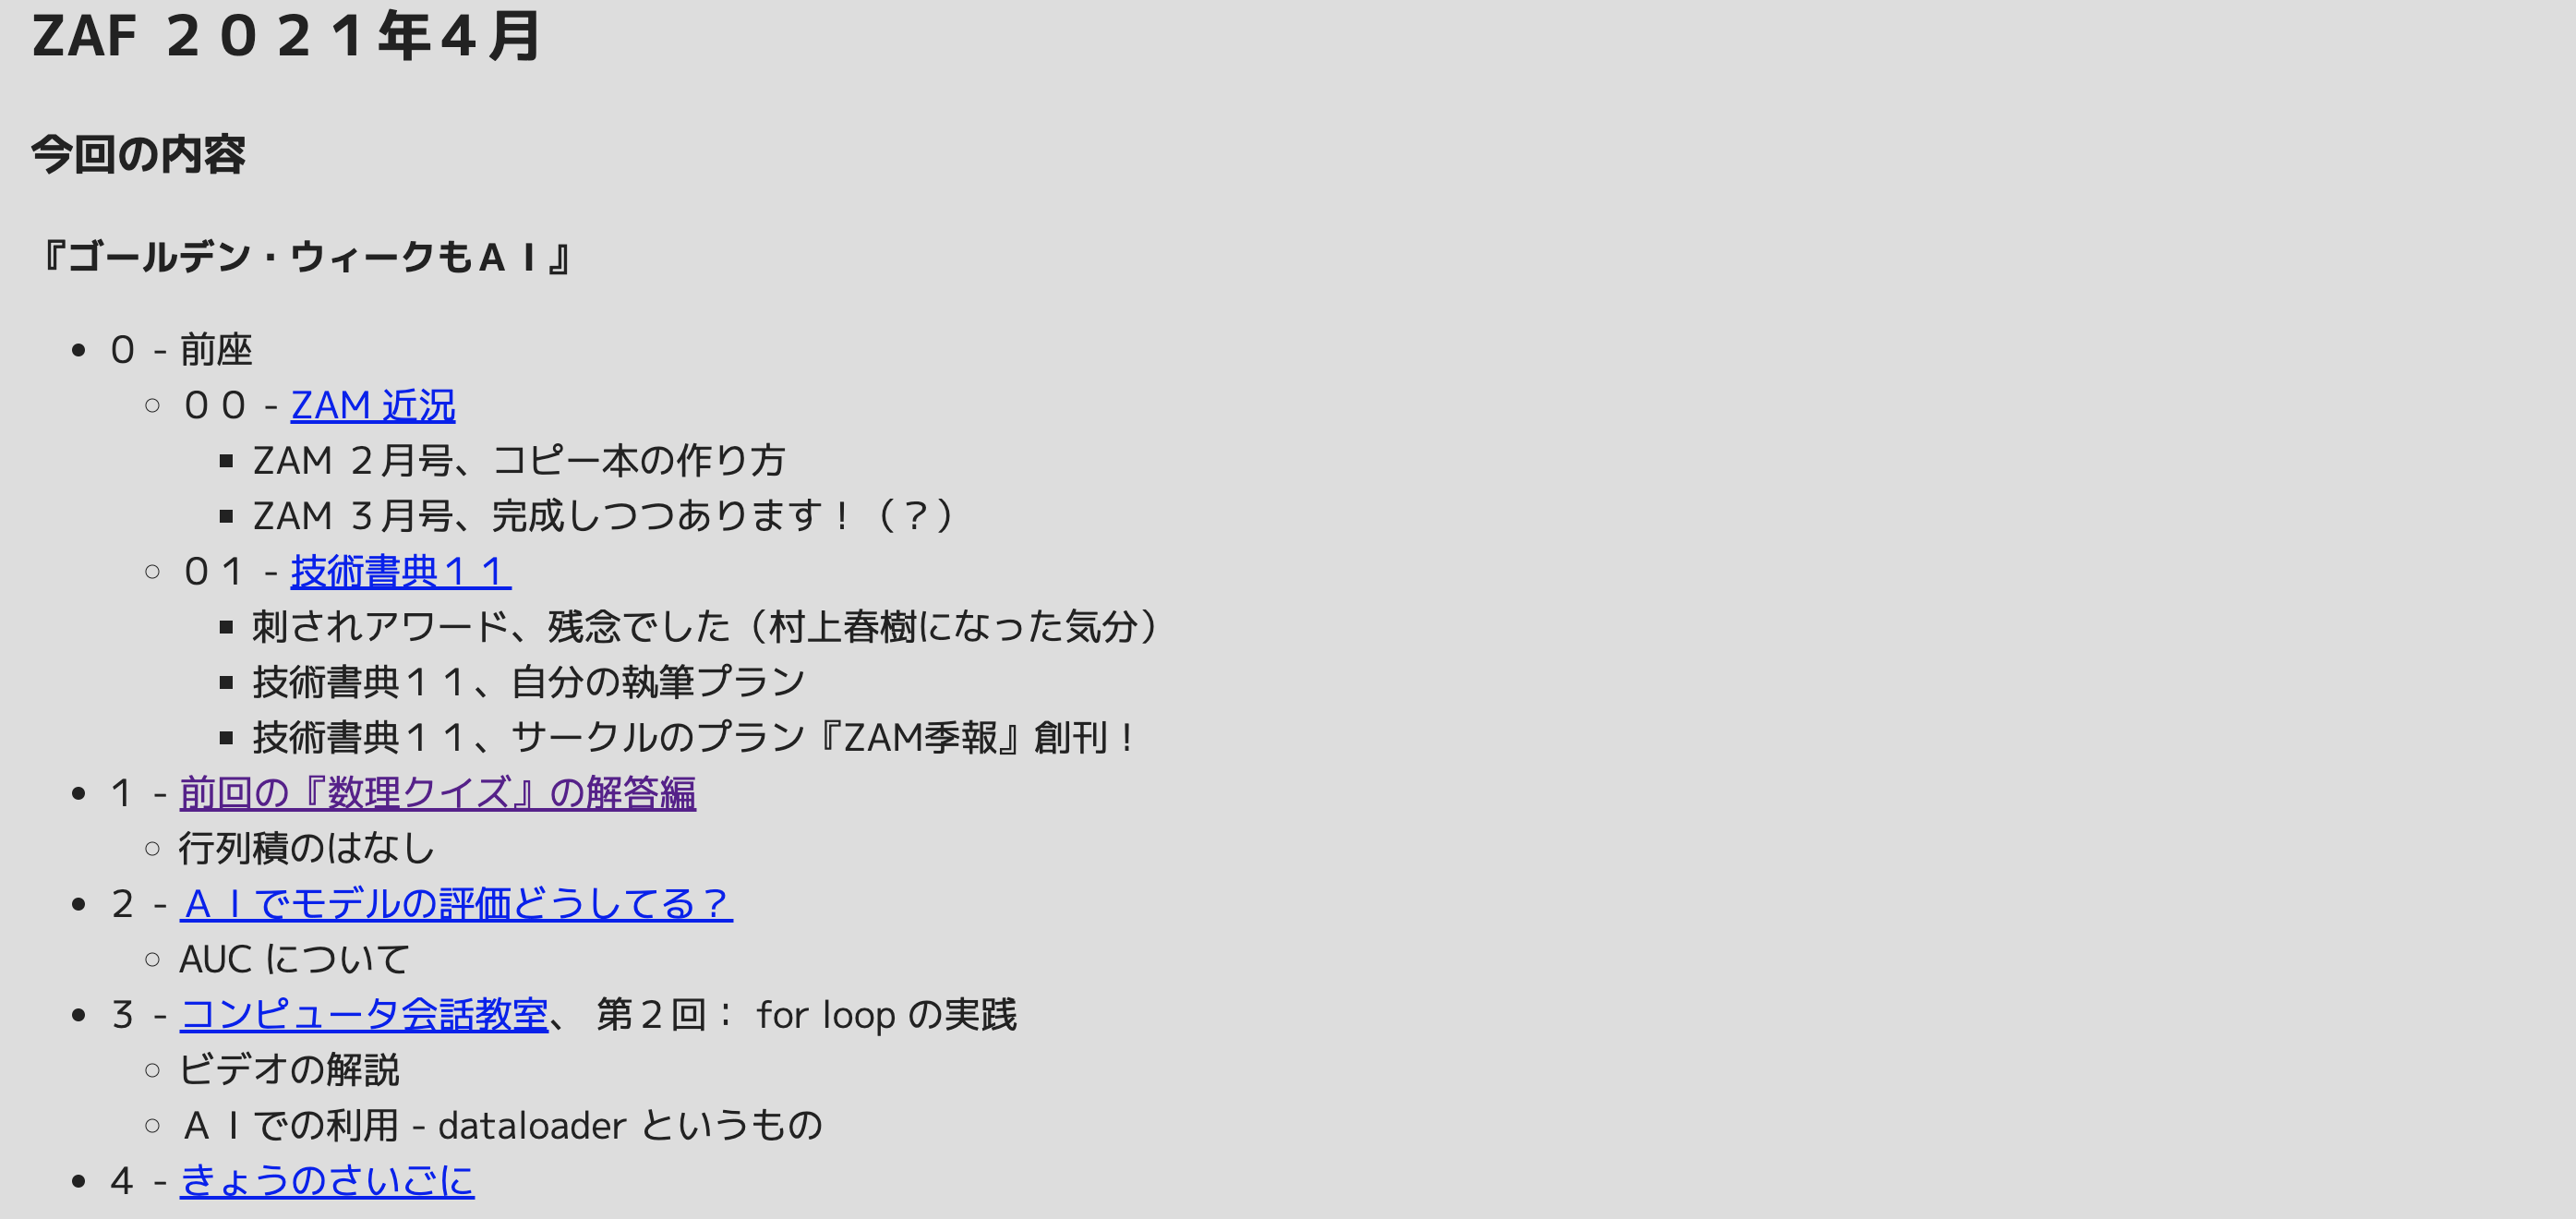 ZAF ２０２１年４月
今回の内容
『ゴールデン・ウィークもＡＩ』
０ - 前座
００ - ZAM 近況
ZAM ２月号、コピー本の作り方
ZAM ３月号、完成しつつあります！（？）
０１ - 技術書典１１
刺されアワード、残念でした（村上春樹になった気分）
技術書典１１、自分の執筆プラン
技術書典１１、サークルのプラン『ZAM季報』創刊！
１ - 前回の『数理クイズ』の解答編
行列積のはなし
２ - ＡＩでモデルの評価どうしてる？
AUC について
３ - コンピュータ会話教室、 第２回： for loop の実践
ビデオの解説
ＡＩでの利用 - dataloader というもの
４ - きょうのさいごに